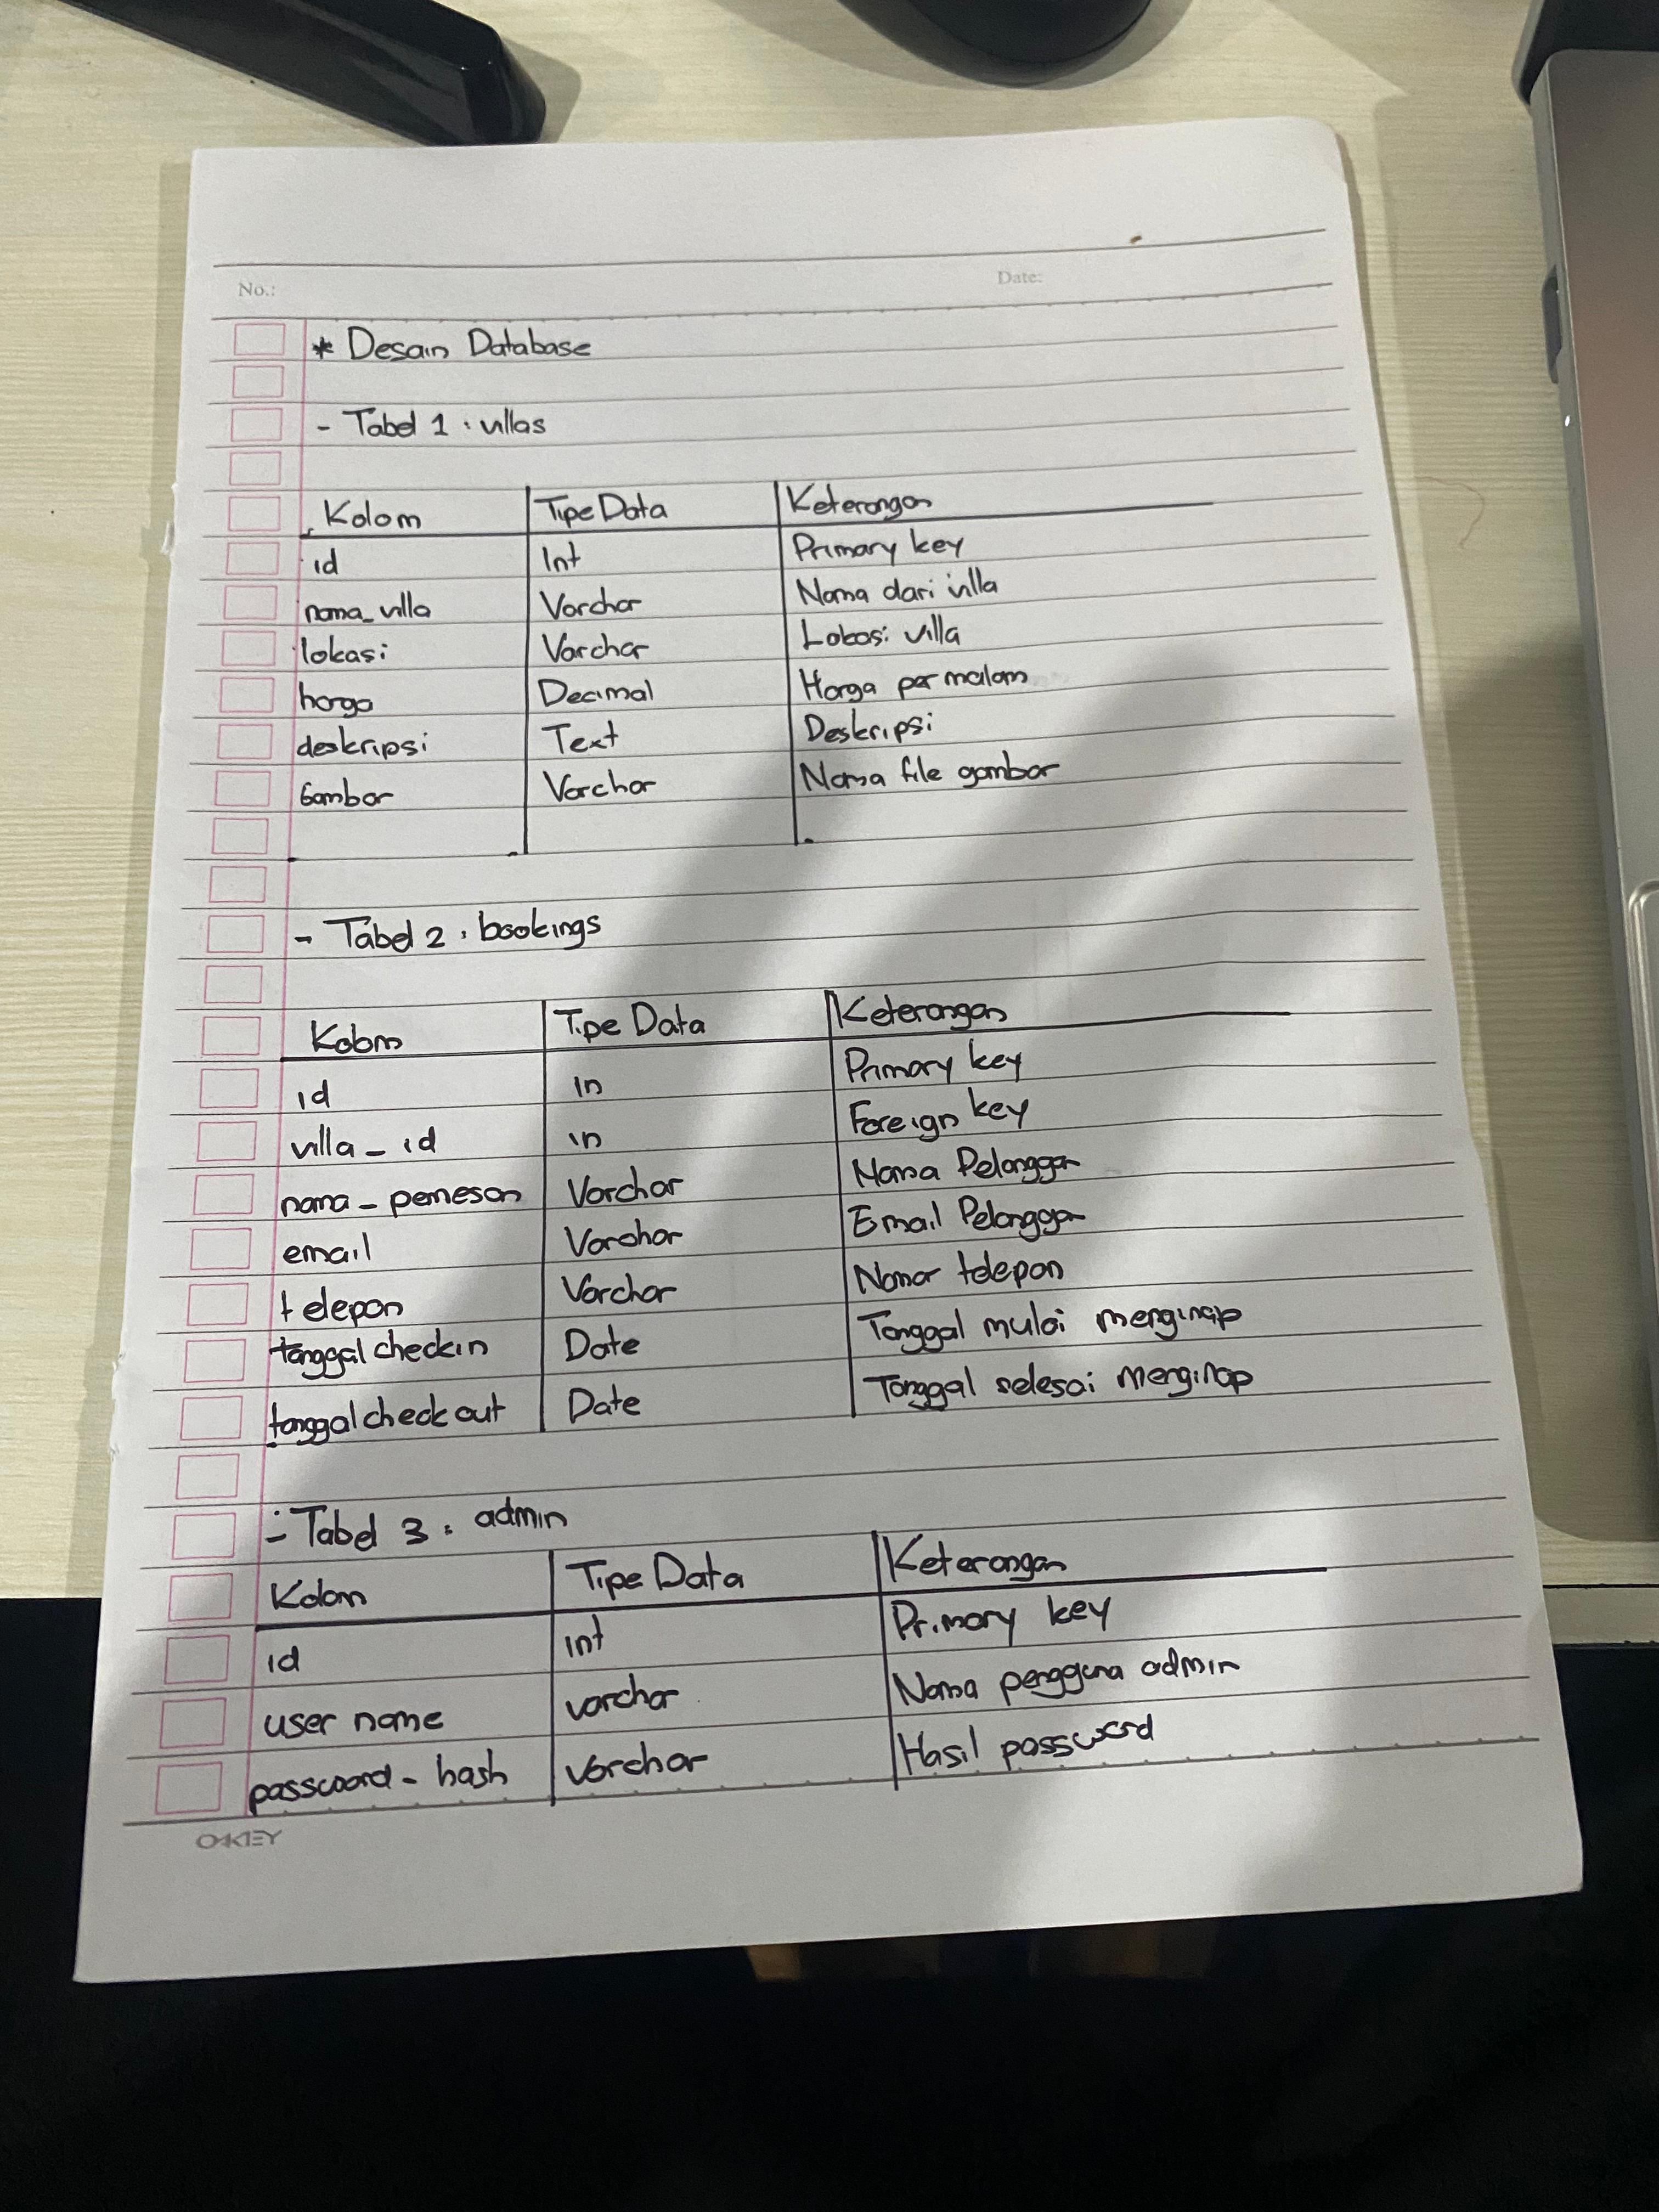 No.: Date:
* Desain Database
- Tabel 1 : villas
Kolom Tipe Data Keterangan
id Int Primary key
nama_villa Varchar Nama dari villa
lokasi Varchar Lokasi villa
harga Decimal Harga per malam
deskripsi Text Deskripsi
Gambar Varchar Nama file gambar
- Tabel 2 : bookings
Kolom Tipe Data Keterangan
id in Primary key
villa_id in Foreign key
nama_pemesan Varchar Nama Pelanggan
email Varchar Email Pelanggan
telepon Varchar Nomor telepon
tanggal checkin Date Tanggal mulai menginap
tanggal check out Date Tanggal selesai menginap
- Tabel 3 : admin
Kolom Tipe Data Keterangan
id int Primary key
user name varchar Nama pengguna admin
password_hash varchar Hasil password
OKEY